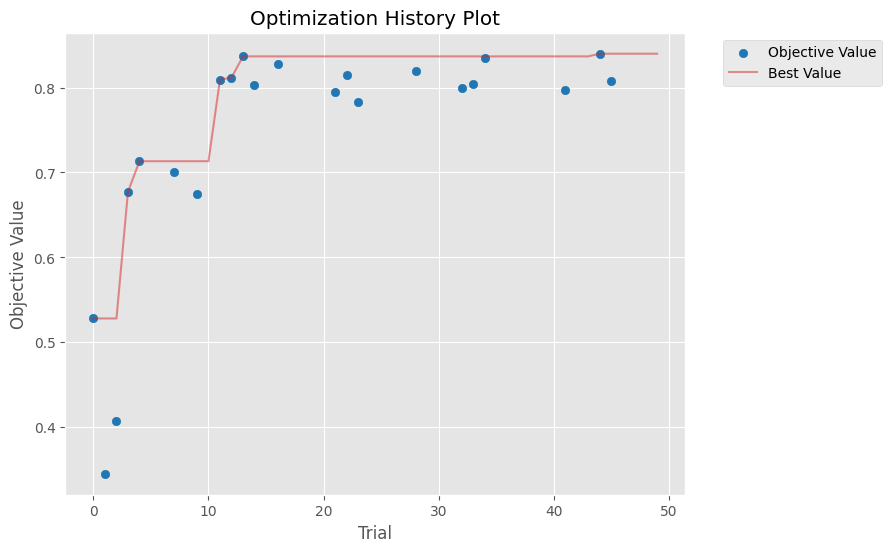 Optimization History Plot
Objective Value
Best Value
Objective Value
0.8
0.7
0.6
0.5
0.4
0 10 20 30 40 50
Trial